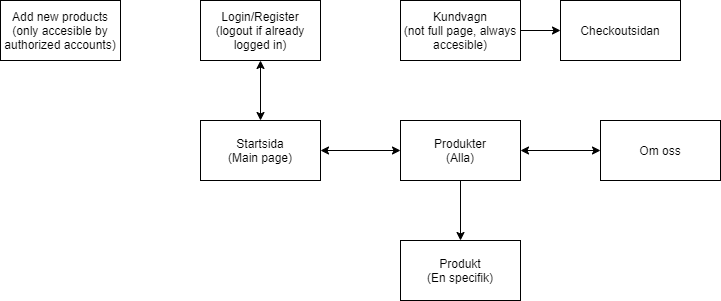 Add new products
(only accesible by
authorized accounts)
Login/Register
(logout if already
logged in)
Kundvagn
(not full page, always
accesible)
Checkoutsidan
Startsida
(Main page)
Produkter
(Alla)
Om oss
Produkt
(En specifik)